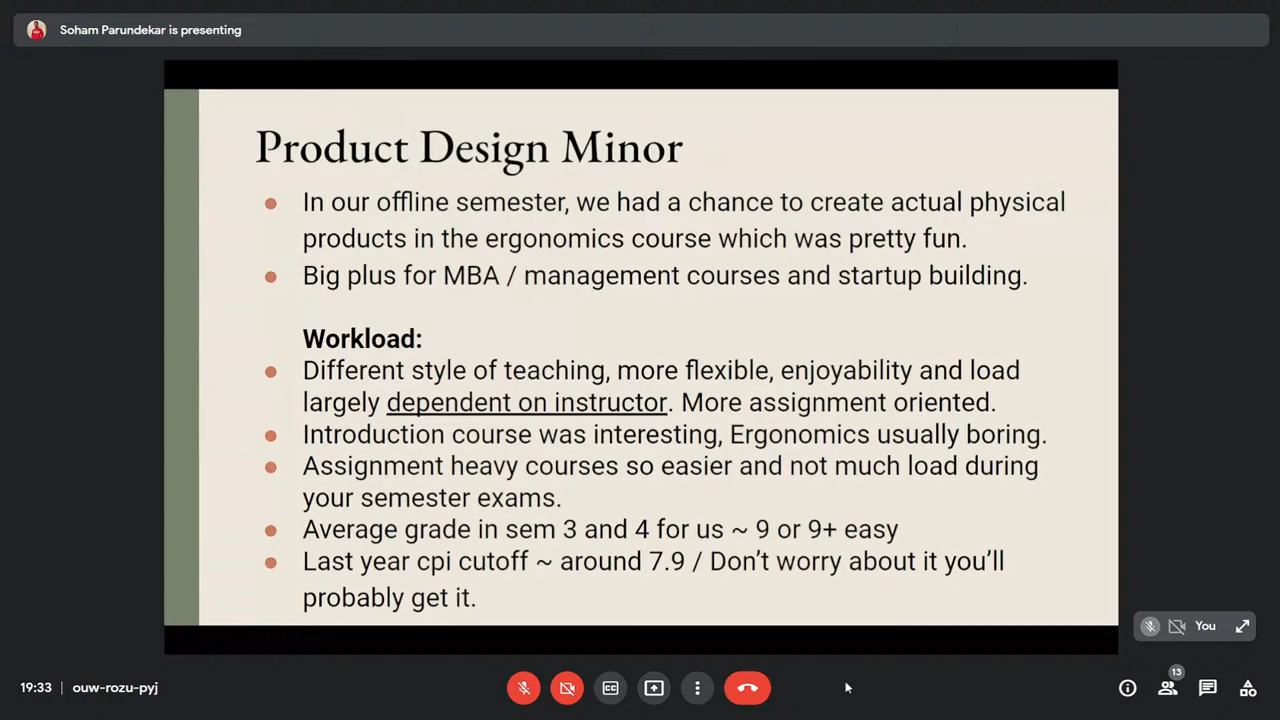 Soham Parundekar is presenting
Product Design Minor
In our offline semester, we had a chance to create actual physical
products in the ergonomics course which was pretty fun.
Big plus for MBA / management courses and startup building.
Workload:
Different style of teaching, more flexible, enjoyability and load
largely dependent on instructor. More assignment oriented.
Introduction course was interesting, Ergonomics usually boring.
Assignment heavy courses so easier and not much load during
your semester exams.
Average grade in sem 3 and 4 for us ~ 9 or 9+ easy
Last year cpi cutoff ~ around 7.9 / Don't worry about it you'll
probably get it.
You
19:33 | ouw-rozu-pyj
CC
13